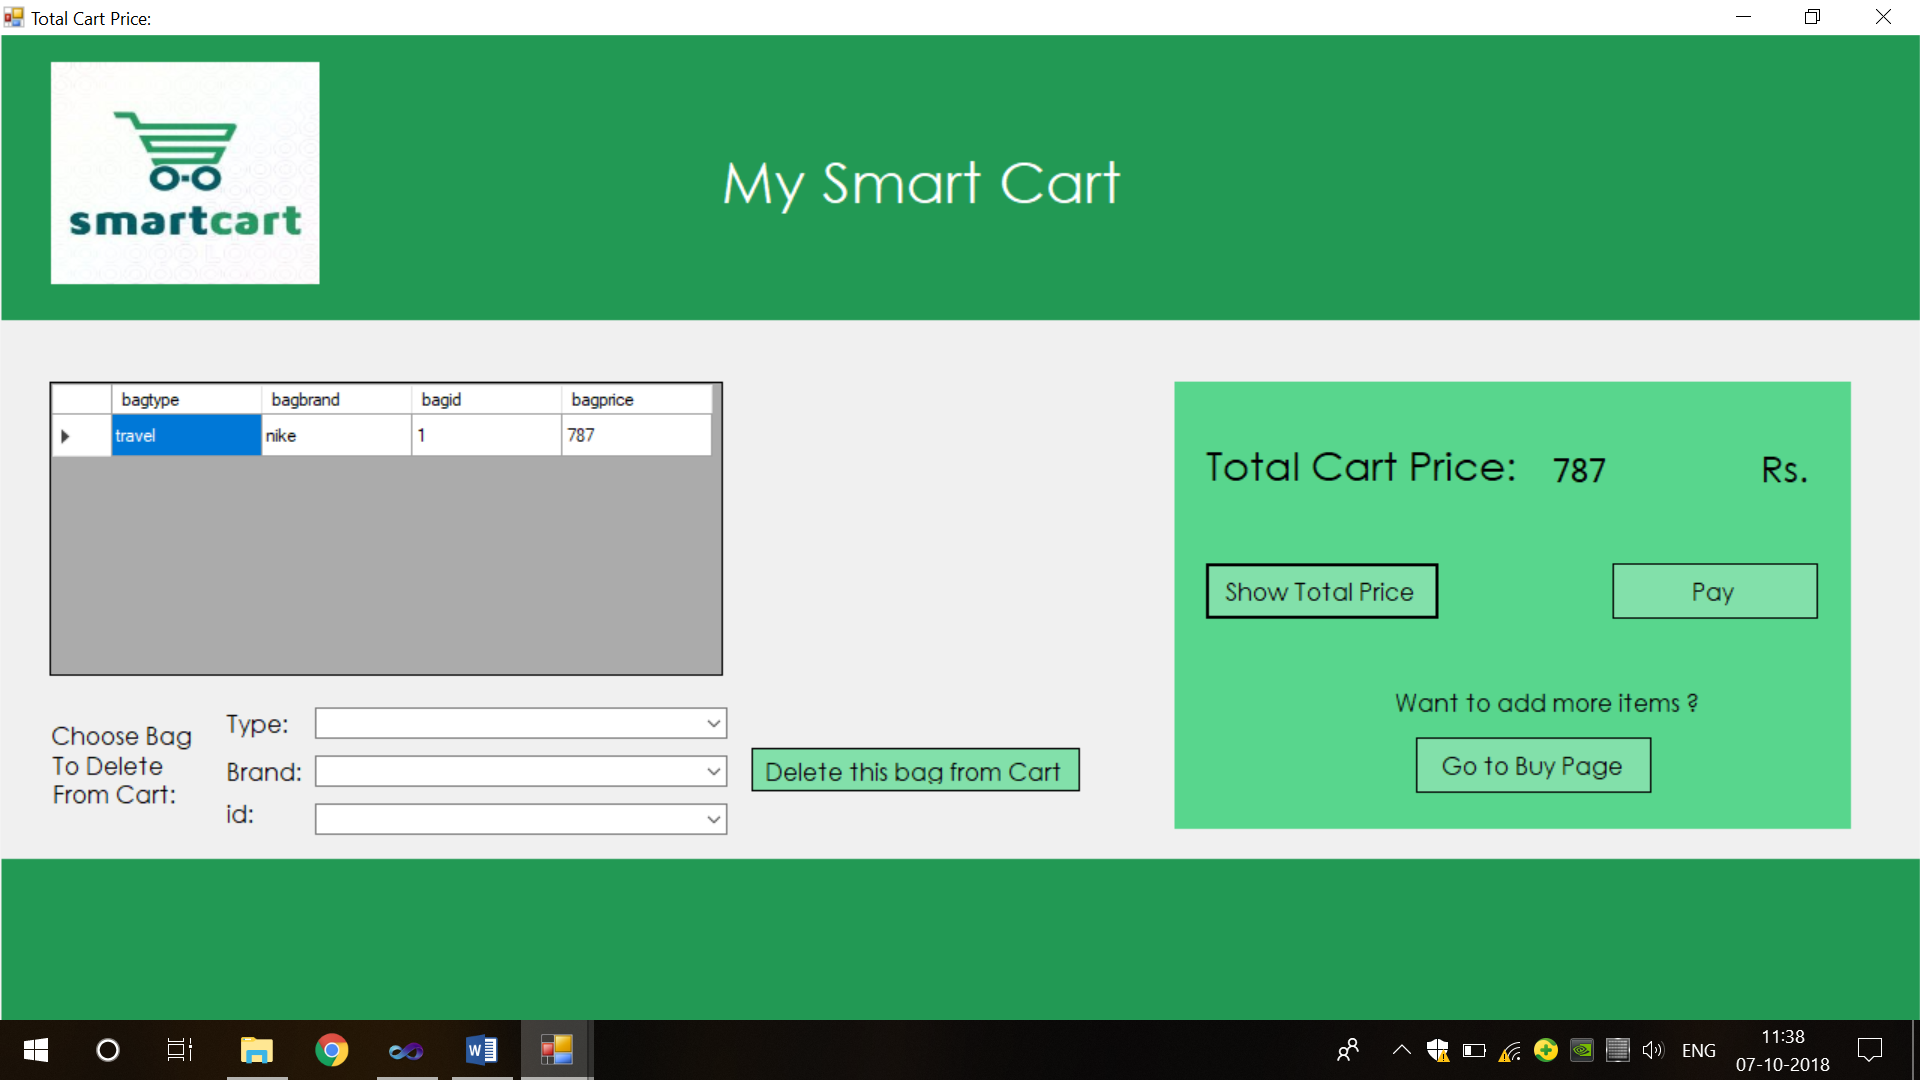 Total Cart Price:
smartcart
My Smart Cart
bagtype bagbrand bagid bagprice
travel nike 1 787
Total Cart Price: 787 Rs.
Show Total Price Pay
Want to add more items ?
Go to Buy Page
Choose Bag
To Delete
From Cart:
Type:
Brand:
id:
Delete this bag from Cart
ENG
11:38
07-10-2018